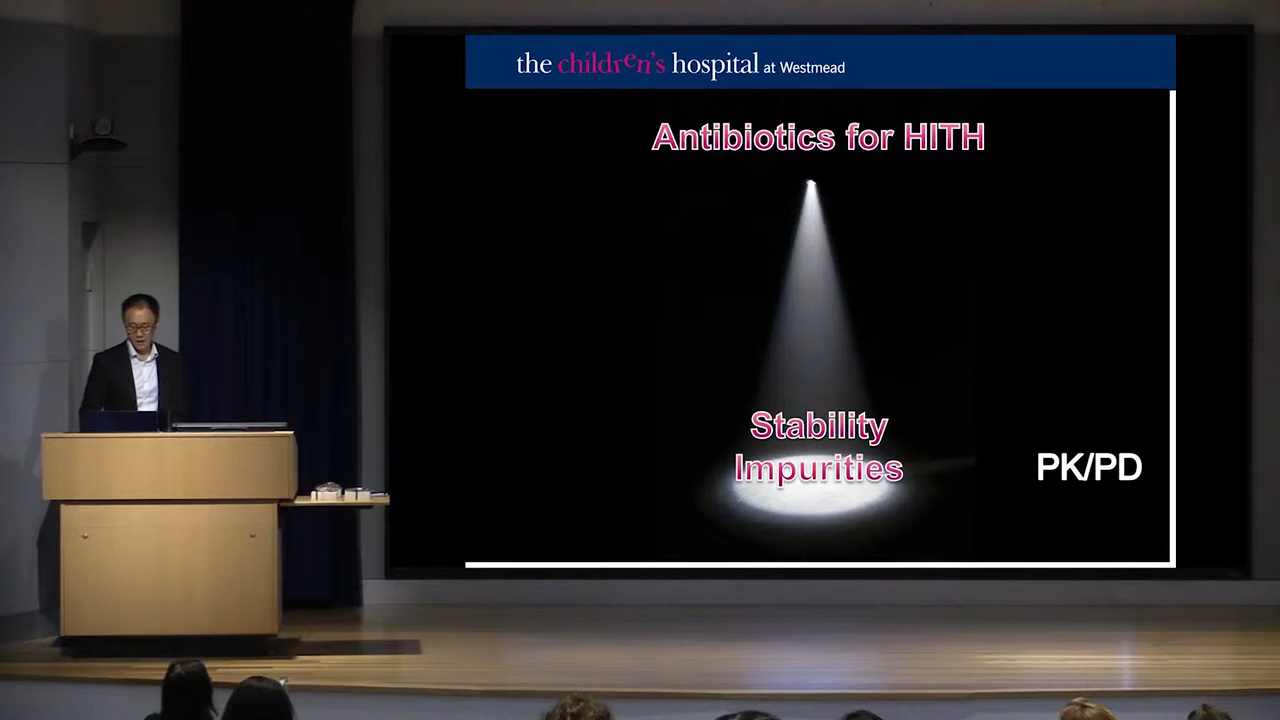 the children's hospital at Westmead
Antibiotics for HITH
Stability
Impurities
PK/PD